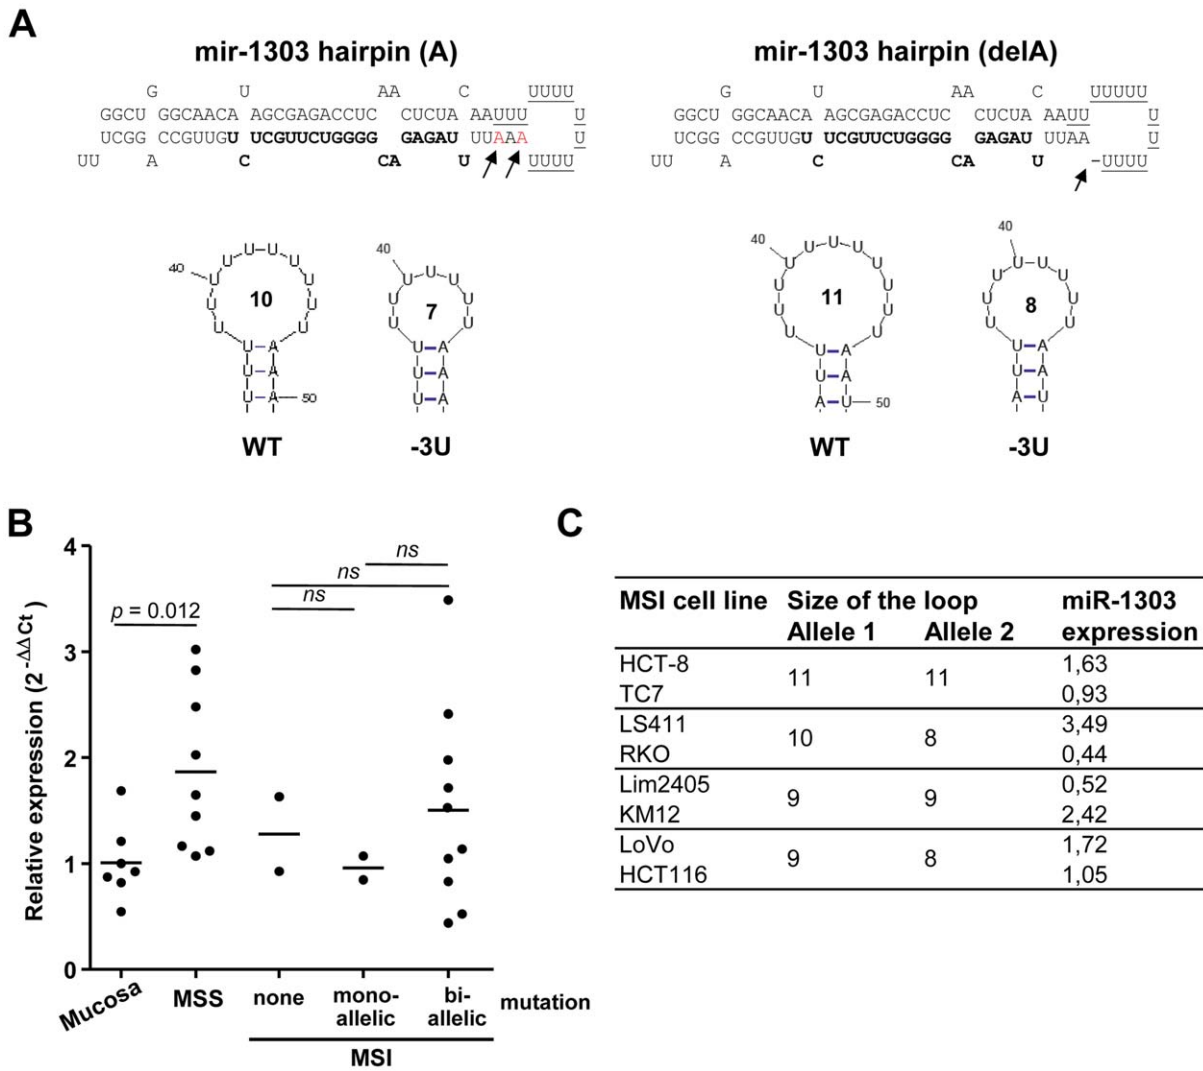 A
mir-1303 hairpin (A)
G U AA C UUUU
GGCU GGCAACA AGCGAGACCUC CUCUA AAUUU U
UCGG CCGUUGU UCGUUCUGGGG GAGAU UUAAA U
UU A C CA U UUUU
mir-1303 hairpin (delA)
G U AA C UUUUU
GGCU GGCAACA AGCGAGACCUC CUCUA AAUU U
UCGG CCGUUGU UCGUUCUGGGG GAGAU UUAA U
UU A C CA U -UUUU
40
10
50
WT
40
7
-3U
40
11
50
WT
40
8
-3U
B
Relative expression (2^-ΔΔCt)
4
3
2
1
0
p = 0.012
ns
ns
ns
Mucosa
MSS
none
mono-
allelic
bi-
allelic
mutation
MSI
C
MSI cell line Size of the loop miR-1303
Allele 1 Allele 2 expression
HCT-8 1,63
11 11
TC7 0,93
LS411 3,49
10 8
RKO 0,44
Lim2405 0,52
9 9
KM12 2,42
LoVo 1,72
9 8
HCT116 1,05